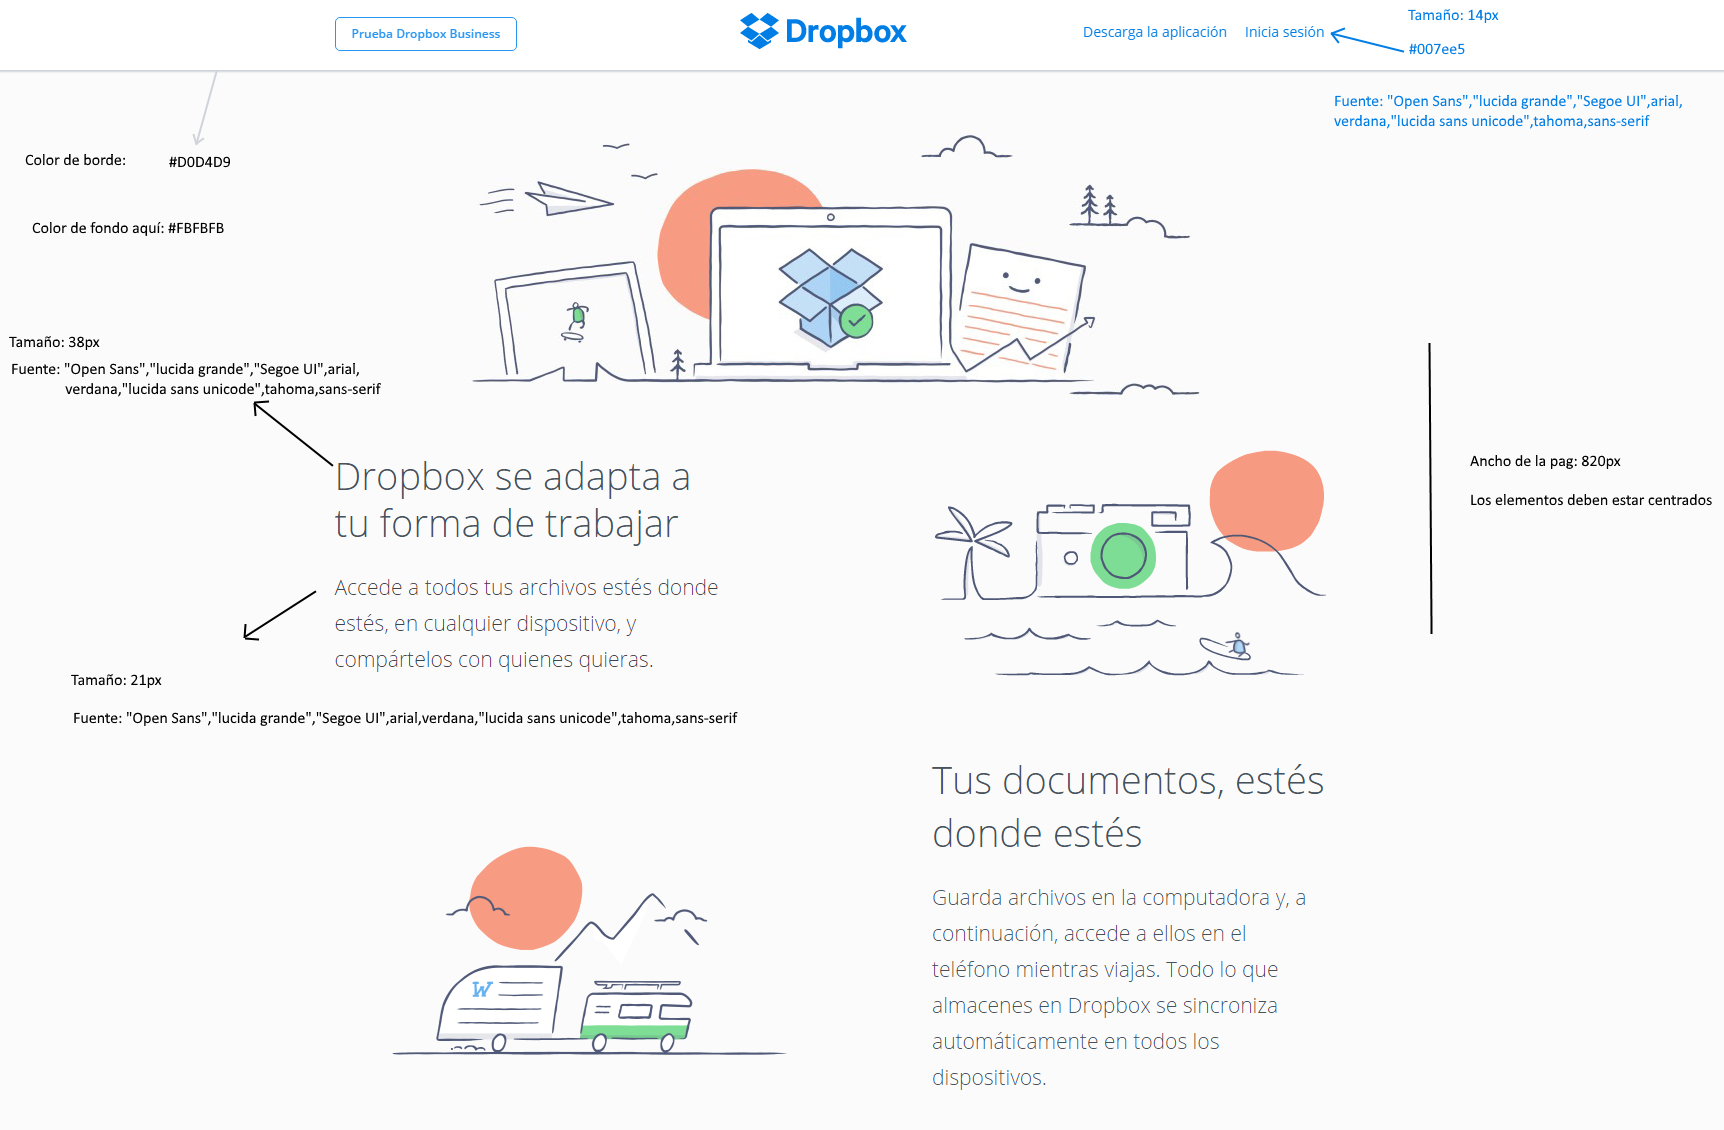 Prueba Dropbox Business
Dropbox
Descarga la aplicación
Inicia sesión
Tamaño: 14px
#007ee5
Fuente: "Open Sans","lucida grande","Segoe UI",arial,
verdana,"lucida sans unicode",tahoma,sans-serif
Color de borde:
#D0D4D9
Color de fondo aquí: #FBFBFB
Tamaño: 38px
Fuente: "Open Sans","lucida grande","Segoe UI",arial,
verdana,"lucida sans unicode",tahoma,sans-serif
Dropbox se adapta a
tu forma de trabajar
Accede a todos tus archivos estés donde
estés, en cualquier dispositivo, y
compártelos con quienes quieras.
Ancho de la pag: 820px
Los elementos deben estar centrados
Tamaño: 21px
Fuente: "Open Sans","lucida grande","Segoe UI",arial,verdana,"lucida sans unicode",tahoma,sans-serif
Tus documentos, estés
donde estés
Guarda archivos en la computadora y, a
continuación, accede a ellos en el
teléfono mientras viajas. Todo lo que
almacenes en Dropbox se sincroniza
automáticamente en todos los
dispositivos.
W